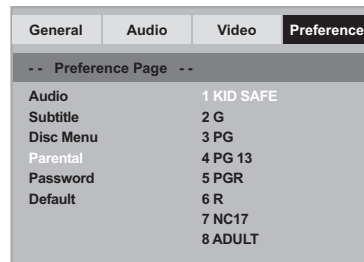 General Audio Video Preference
- - Preference Page - -
Audio 1 KID SAFE
Subtitle 2 G
Disc Menu 3 PG
Parental 4 PG 13
Password 5 PGR
Default 6 R
7 NC17
8 ADULT